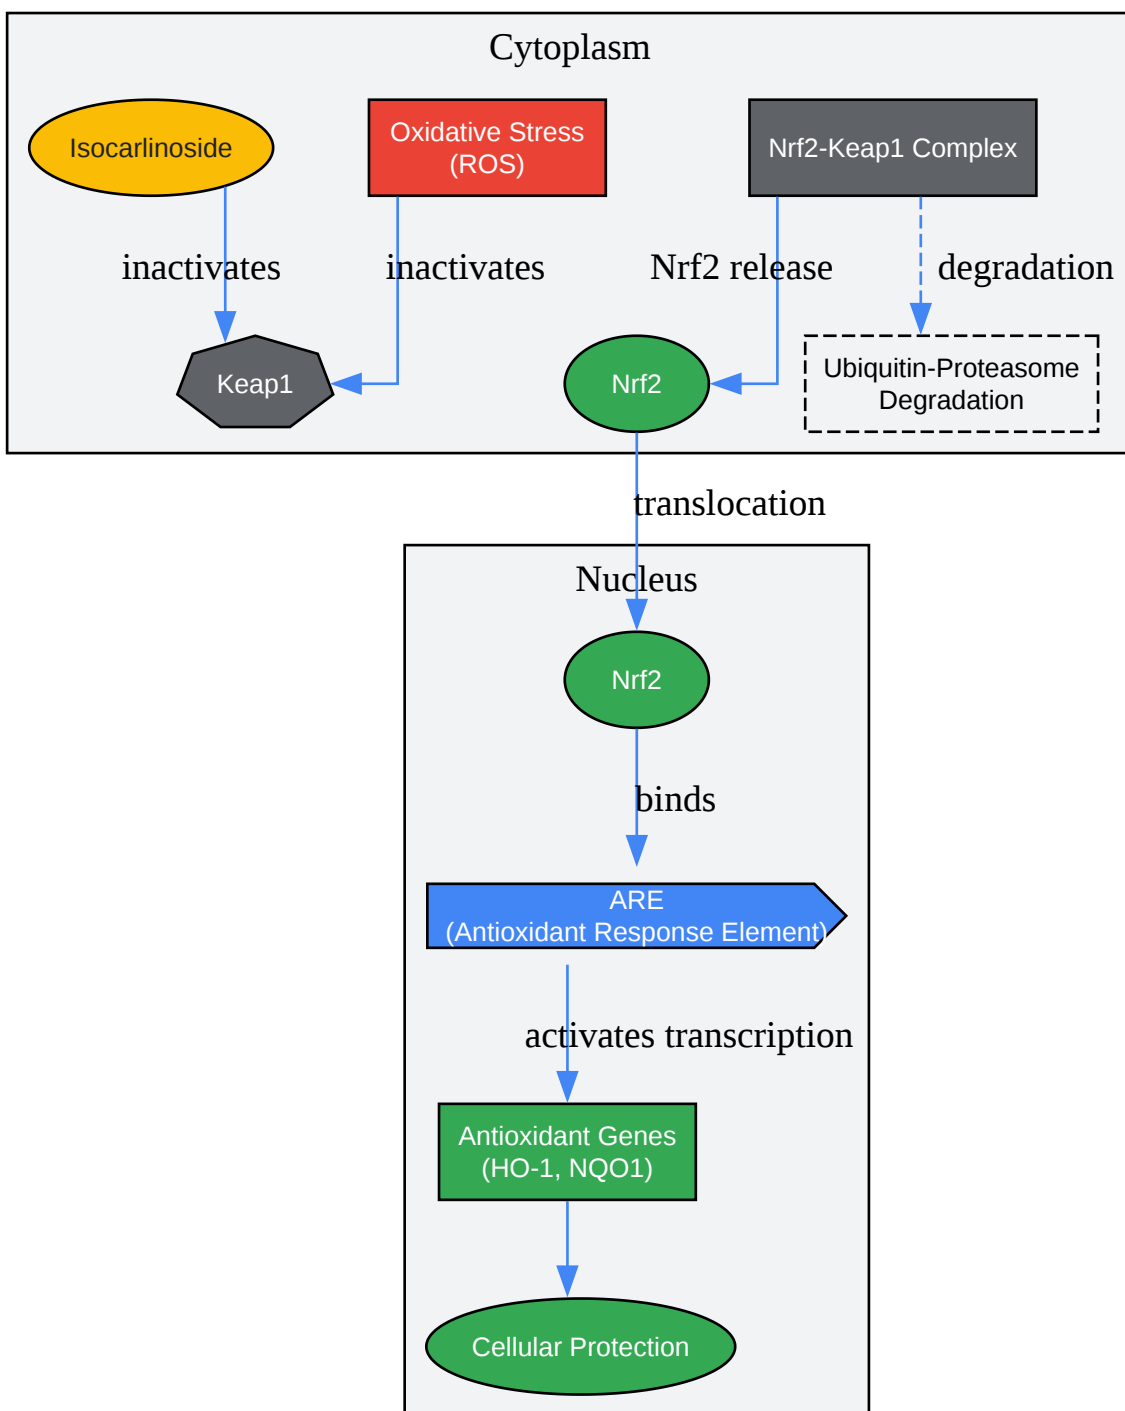 Cytoplasm
Isocarlinoside
Oxidative Stress
(ROS)
Nrf2-Keap1 Complex
inactivates
inactivates
Nrf2 release
degradation
Keap1
Nrf2
Ubiquitin-Proteasome
Degradation
translocation
Nucleus
Nrf2
binds
ARE
(Antioxidant Response Element)
activates transcription
Antioxidant Genes
(HO-1, NQO1)
Cellular Protection